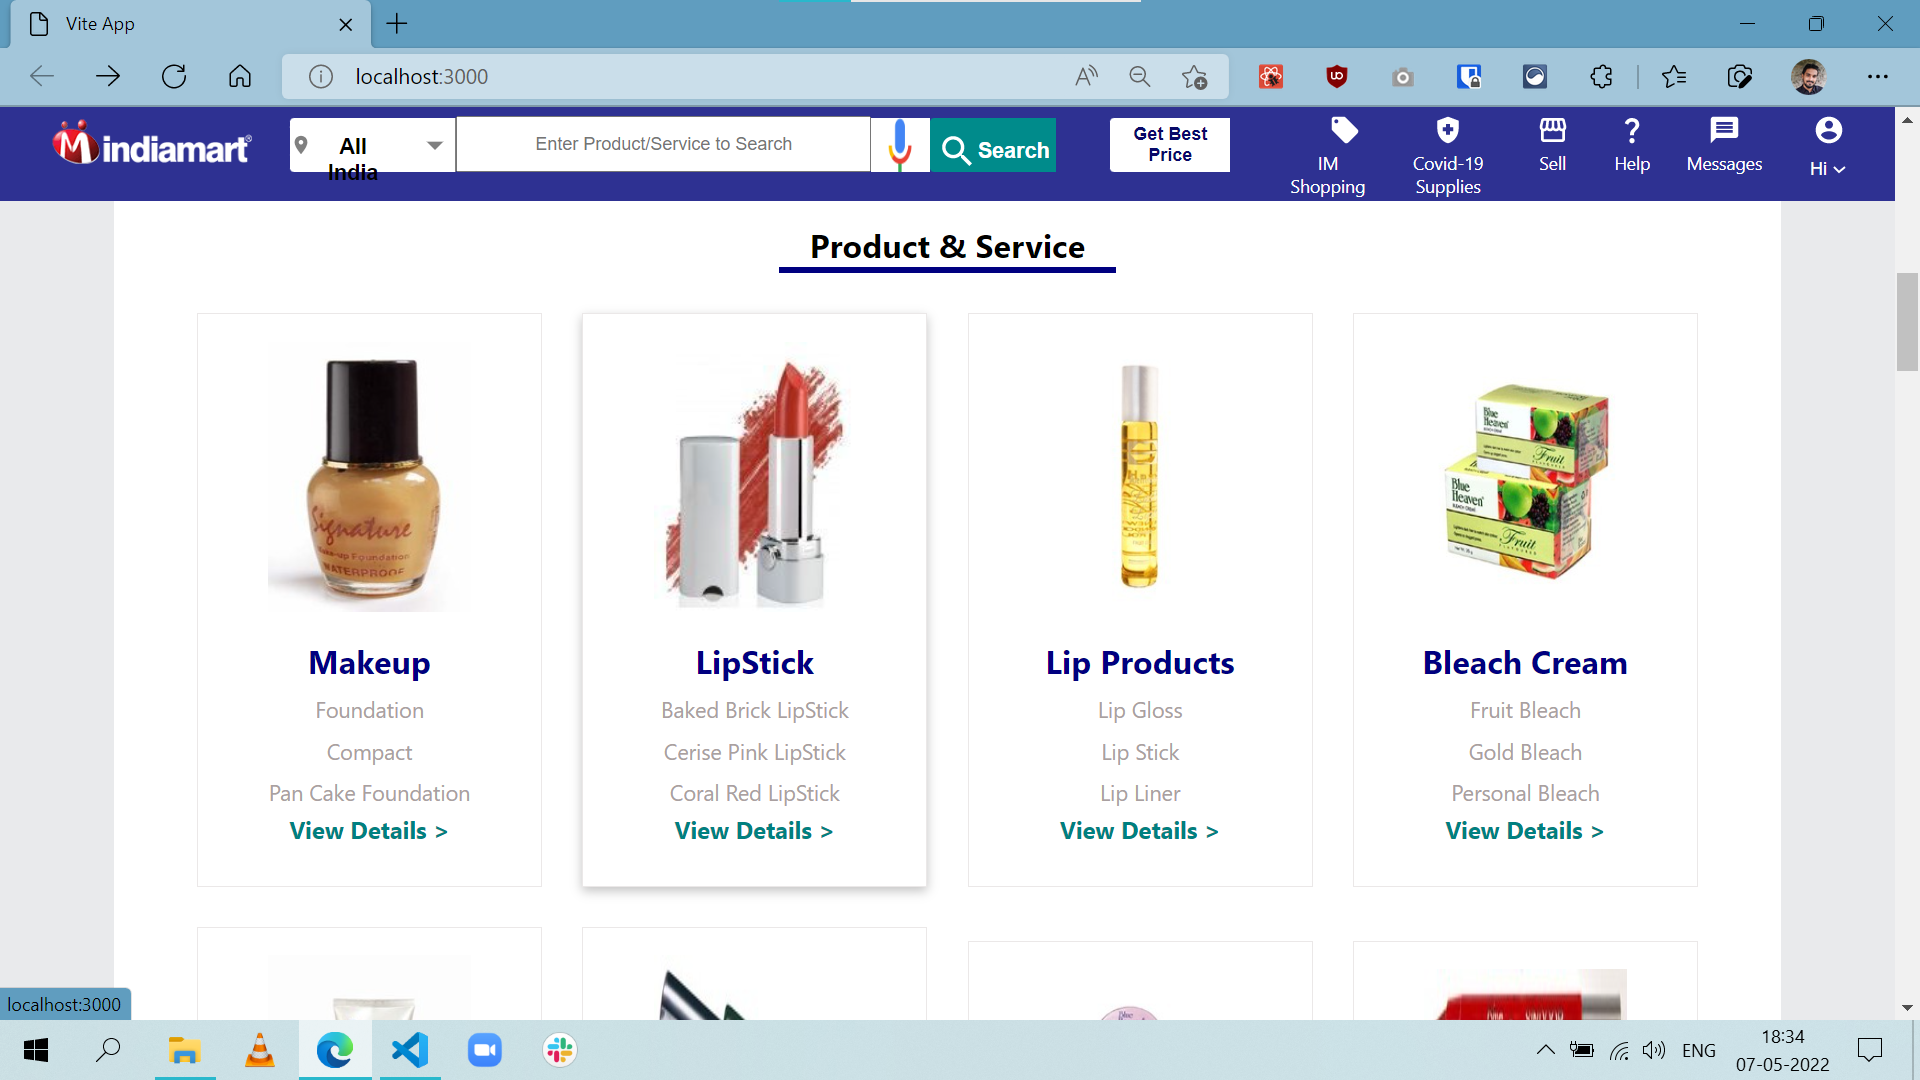 Vite App
localhost:3000
indiamart
All
India
Enter Product/Service to Search
Search
Get Best
Price
IM
Shopping
Covid-19
Supplies
Sell
Help
Messages
Hi
Product & Service
Signature
Make-up Foundation
WATERPROOF
Blue
Heaven
BLEACH CREME
Fruit
Blue
Heaven
BLEACH CREME
Fruit
Makeup
LipStick
Lip Products
Bleach Cream
Foundation
Baked Brick LipStick
Lip Gloss
Fruit Bleach
Compact
Cerise Pink LipStick
Lip Stick
Gold Bleach
Pan Cake Foundation
Coral Red LipStick
Lip Liner
Personal Bleach
View Details >
View Details >
View Details >
View Details >
localhost:3000
ENG
18:34
07-05-2022